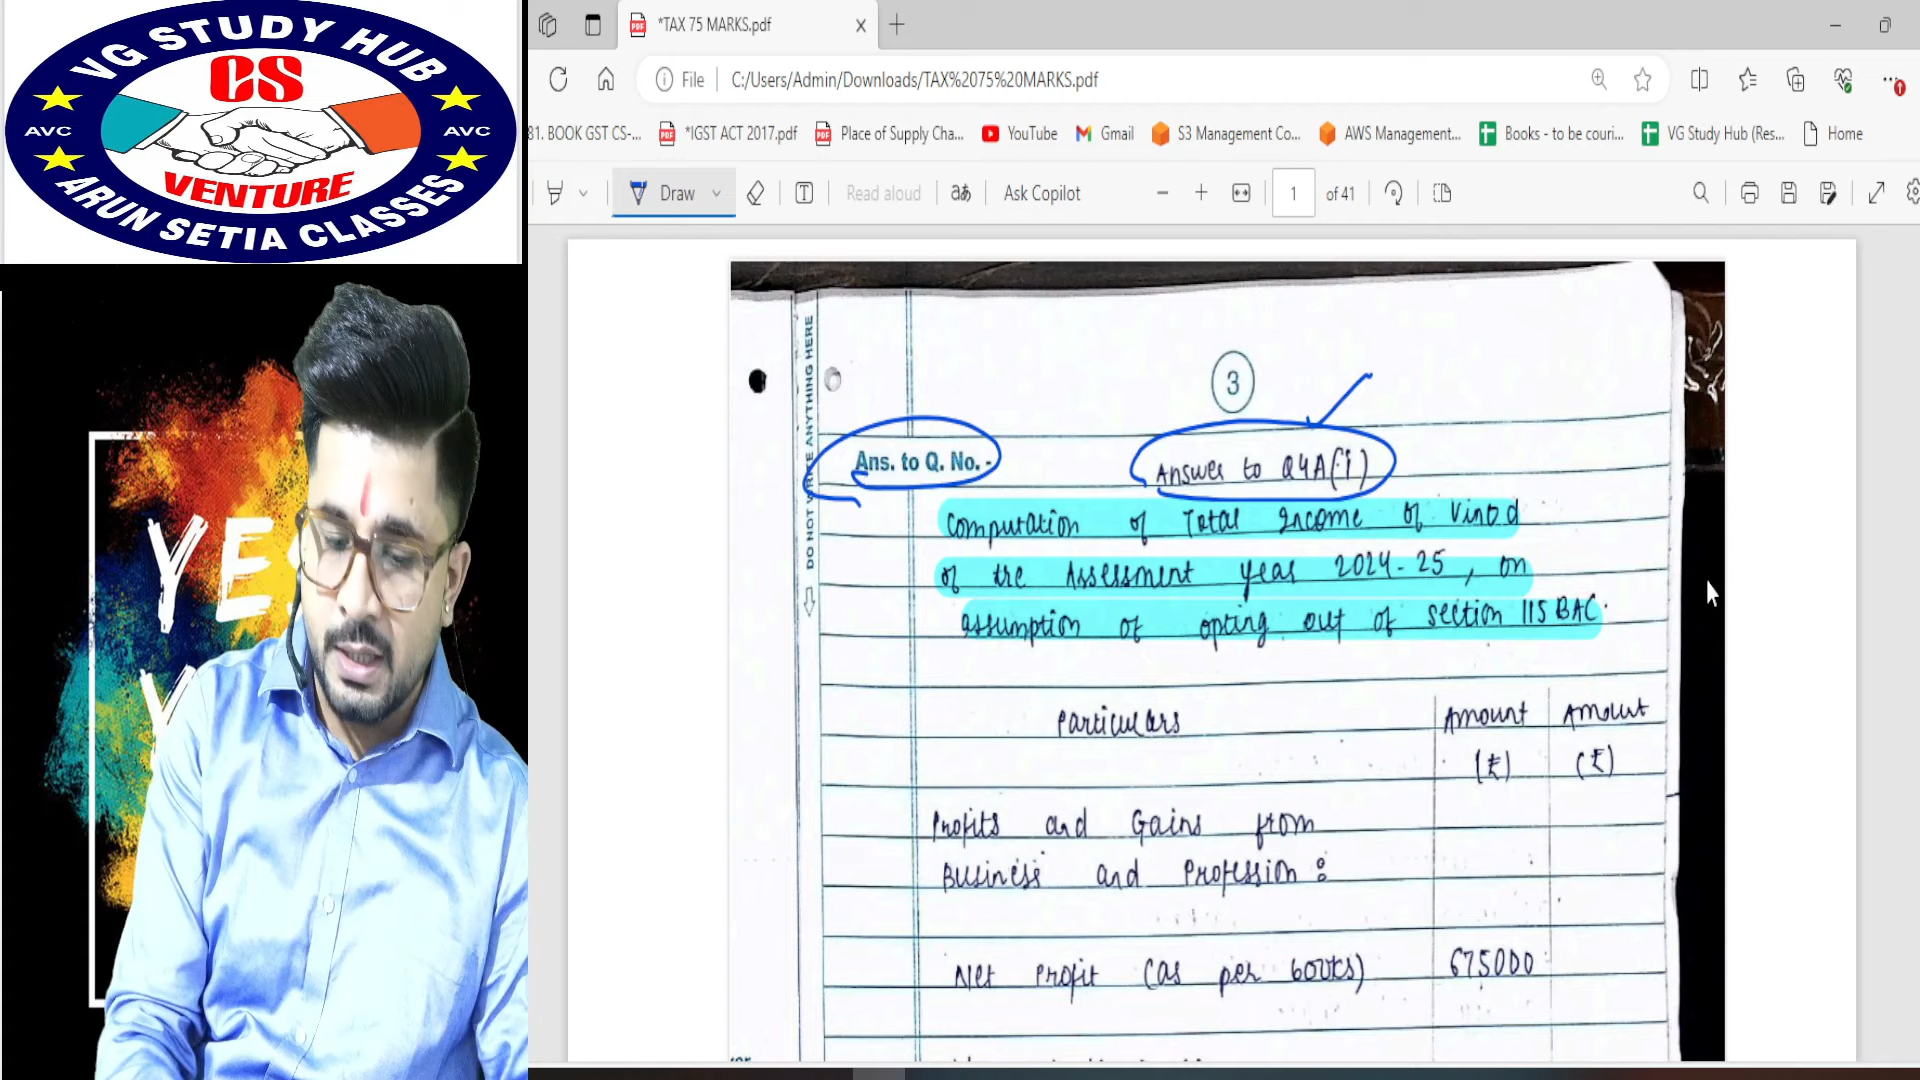 VG STUDY HUB
CS
AVC
AVC
VENTURE
ARUN SETIA CLASSES
YES
*TAX 75 MARKS.pdf
File
C:/Users/Admin/Downloads/TAX%2075%20MARKS.pdf
31. BOOK GST CS-...
*IGST ACT 2017.pdf
Place of Supply Cha...
YouTube
Gmail
S3 Management Co...
AWS Management...
Books - to be couri...
VG Study Hub (Res...
Home
Draw
Read aloud
Ask Copilot
1
of 41
DO NOT WRITE ANYTHING HERE
3
Ans. to Q. No. -
Answer to Q4A(i)
Computation of Total Income of Vinod
of the Assessment year 2024-25, on
assumption of opting out of section 115BAC.
Particulars
Amount
Amount
(₹)
(₹)
Profits and Gains from
Business and Profession:
Net Profit (as per books)
675000